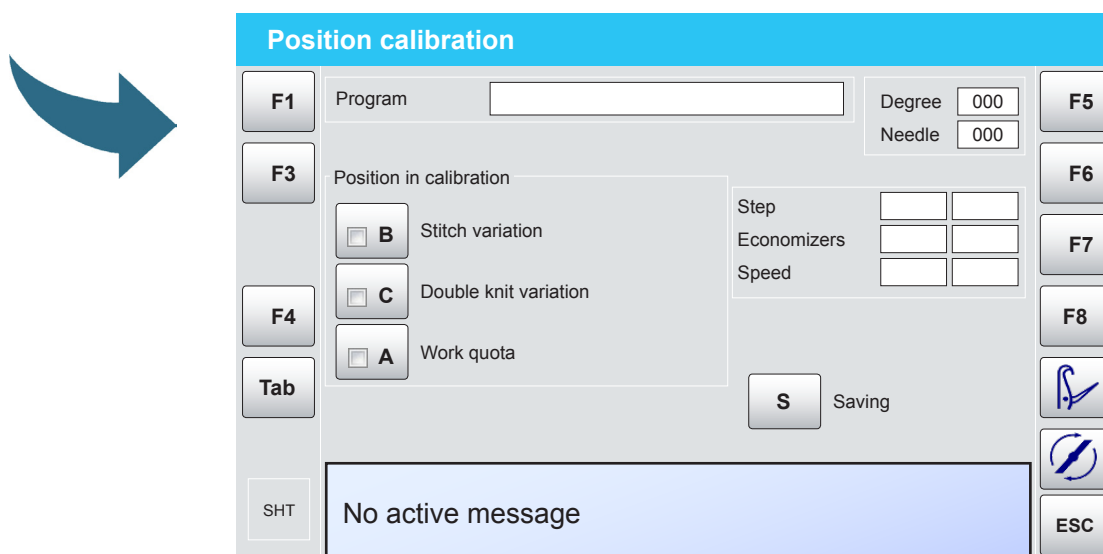 Position calibration
F1
Program
Degree 000
F5
Needle 000
F3
Position in calibration
F6
B Stitch variation
Step
Economizers
F7
Speed
C Double knit variation
F4
F8
A Work quota
Tab
S Saving
SHT
No active message
ESC